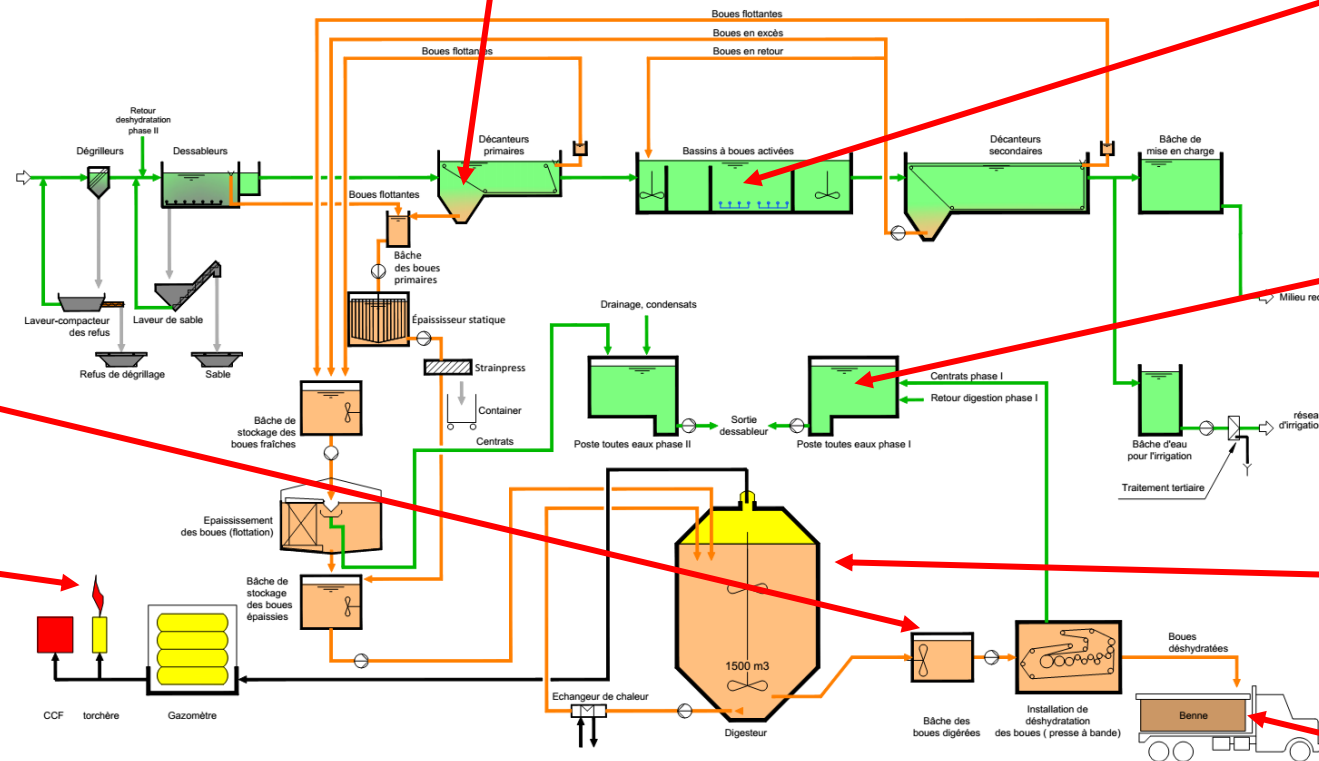 Boues flottantes
Boues en excès
Boues flottantes
Boues en retour
Retour
deshydratation
phase II
Dégrilleurs
Dessableurs
Décanteurs
primaires
Bassins à boues activées
Décanteurs
secondaires
Bâche de
mise en charge
Boues flottantes
Bâche
des boues
primaires
Laveur-compacteur
des refus
Laveur de sable
Épaississeur statique
Drainage, condensats
Milieu
Refus de dégrillage
Sable
Strainpress
Container
Centrats phase I
Retour digestion phase I
Bâche de
stockage des
boues fraîches
Centrats
Sortie
dessableur
Poste toutes eaux phase II
Poste toutes eaux phase I
Bâche d'eau
pour l'irrigation
d'irrigation
Traitement tertiaire
Epaississement
des boues (flottation)
Bâche de
stockage
des boues
épaissies
1500 m3
Boues
déshydratées
Echangeur de chaleur
CCF
torchère
Gazomètre
Digesteur
Bâche des
boues digérées
Installation de
déshydratation
des boues ( presse à bande)
Benne